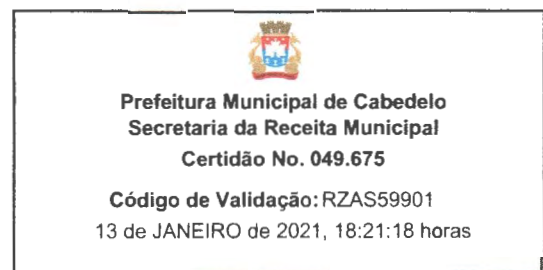 Prefeitura Municipal de Cabedelo
Secretaria da Receita Municipal
Certidão No. 049.675
Código de Validação: RZAS59901
13 de JANEIRO de 2021, 18:21:18 horas